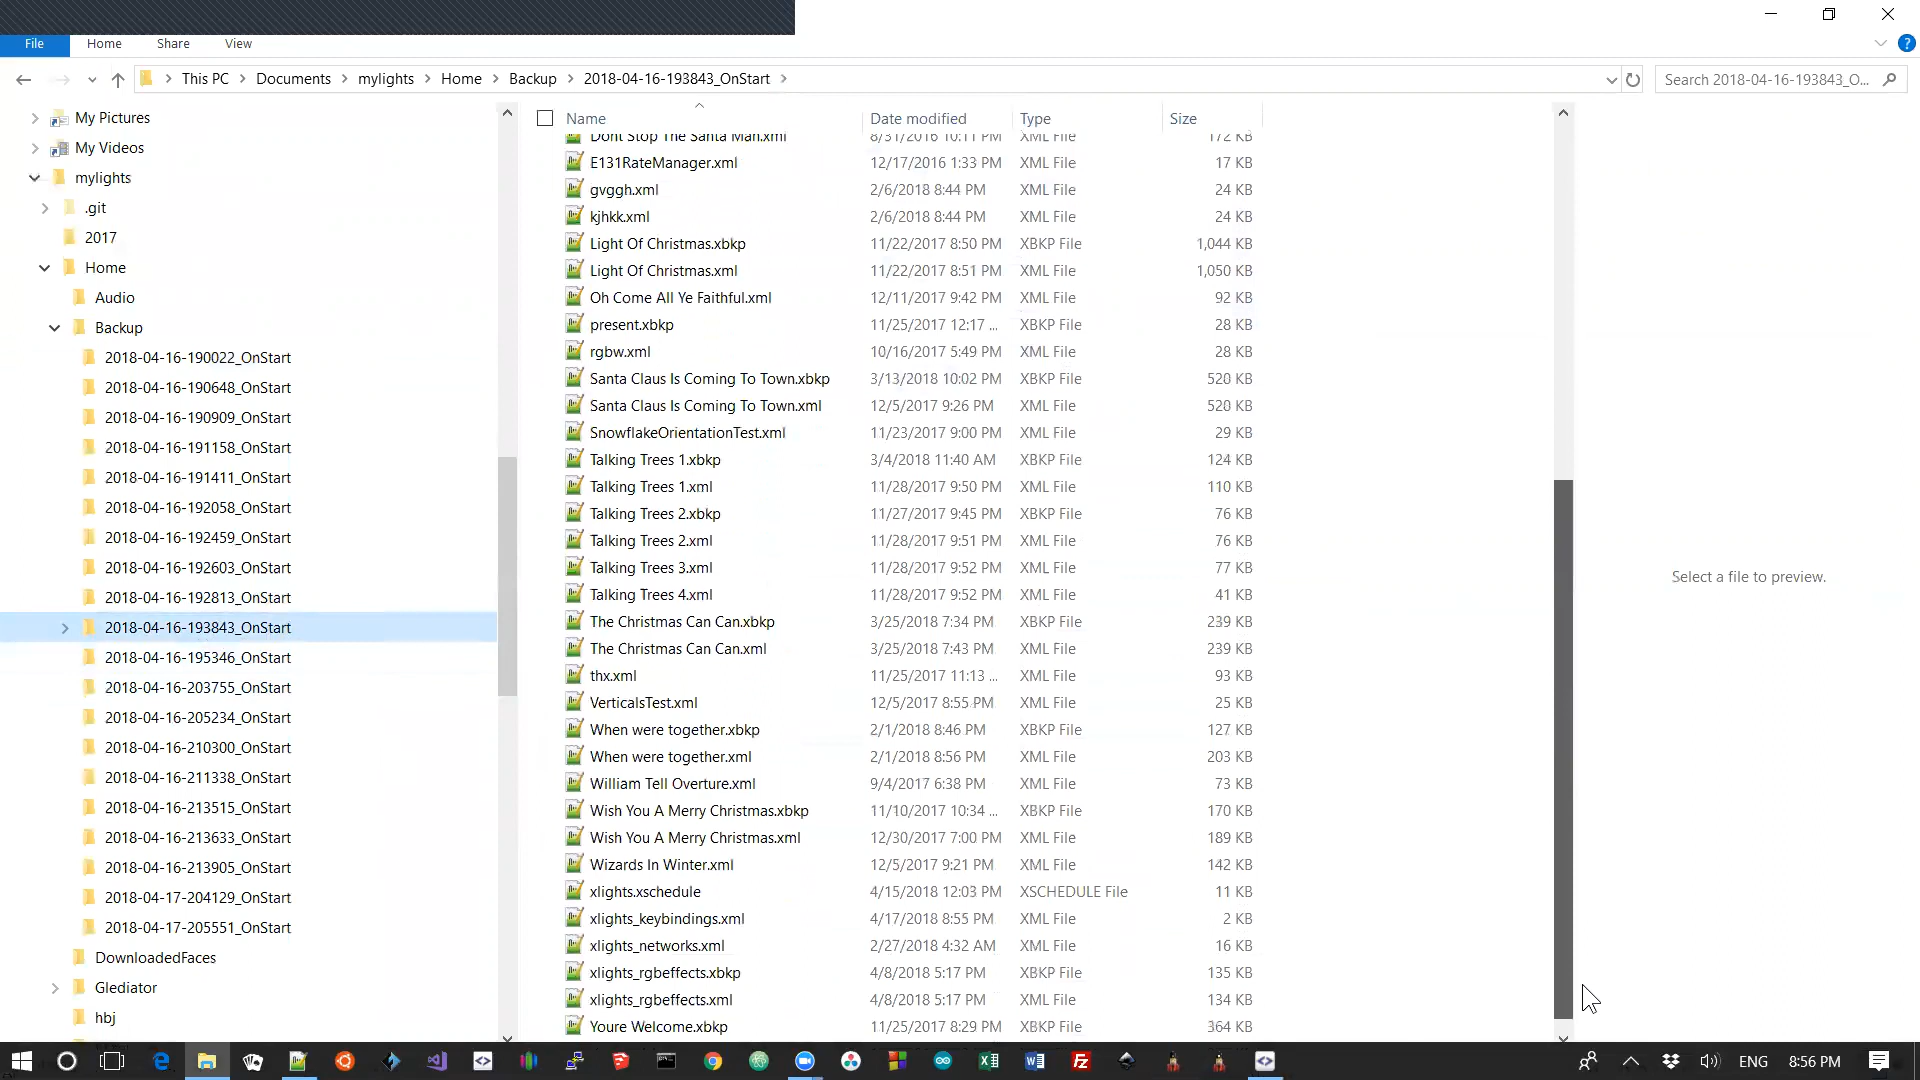 File Home Share View
This PC Documents mylights Home Backup 2018-04-16-193843_OnStart
Search 2018-04-16-193843_O...
My Pictures
My Videos
mylights
.git
2017
Home
Audio
Backup
2018-04-16-190022_OnStart
2018-04-16-190648_OnStart
2018-04-16-190909_OnStart
2018-04-16-191158_OnStart
2018-04-16-191411_OnStart
2018-04-16-192058_OnStart
2018-04-16-192459_OnStart
2018-04-16-192603_OnStart
2018-04-16-192813_OnStart
2018-04-16-193843_OnStart
2018-04-16-195346_OnStart
2018-04-16-203755_OnStart
2018-04-16-205234_OnStart
2018-04-16-210300_OnStart
2018-04-16-211338_OnStart
2018-04-16-213515_OnStart
2018-04-16-213633_OnStart
2018-04-16-213905_OnStart
2018-04-17-204129_OnStart
2018-04-17-205551_OnStart
DownloadedFaces
Glediator
hbj
Name Date modified Type Size
Dont Stop The Santa Man.xml 8/31/2016 10:11 PM XML File 172 KB
E131RateManager.xml 12/17/2016 1:33 PM XML File 17 KB
gvggh.xml 2/6/2018 8:44 PM XML File 24 KB
kjhkk.xml 2/6/2018 8:44 PM XML File 24 KB
Light Of Christmas.xbkp 11/22/2017 8:50 PM XBKP File 1,044 KB
Light Of Christmas.xml 11/22/2017 8:51 PM XML File 1,050 KB
Oh Come All Ye Faithful.xml 12/11/2017 9:42 PM XML File 92 KB
present.xbkp 11/25/2017 12:17 ... XBKP File 28 KB
rgbw.xml 10/16/2017 5:49 PM XML File 28 KB
Santa Claus Is Coming To Town.xbkp 3/13/2018 10:02 PM XBKP File 520 KB
Santa Claus Is Coming To Town.xml 12/5/2017 9:26 PM XML File 520 KB
SnowflakeOrientationTest.xml 11/23/2017 9:00 PM XML File 29 KB
Talking Trees 1.xbkp 3/4/2018 11:40 AM XBKP File 124 KB
Talking Trees 1.xml 11/28/2017 9:50 PM XML File 110 KB
Talking Trees 2.xbkp 11/27/2017 9:45 PM XBKP File 76 KB
Talking Trees 2.xml 11/28/2017 9:51 PM XML File 76 KB
Talking Trees 3.xml 11/28/2017 9:52 PM XML File 77 KB
Talking Trees 4.xml 11/28/2017 9:52 PM XML File 41 KB
The Christmas Can Can.xbkp 3/25/2018 7:34 PM XBKP File 239 KB
The Christmas Can Can.xml 3/25/2018 7:43 PM XML File 239 KB
thx.xml 11/25/2017 11:13 ... XML File 93 KB
VerticalsTest.xml 12/5/2017 8:55 PM XML File 25 KB
When were together.xbkp 2/1/2018 8:46 PM XBKP File 127 KB
When were together.xml 2/1/2018 8:56 PM XML File 203 KB
William Tell Overture.xml 9/4/2017 6:38 PM XML File 73 KB
Wish You A Merry Christmas.xbkp 11/10/2017 10:34 ... XBKP File 170 KB
Wish You A Merry Christmas.xml 12/30/2017 7:00 PM XML File 189 KB
Wizards In Winter.xml 12/5/2017 9:21 PM XML File 142 KB
xlights.xschedule 4/15/2018 12:03 PM XSCHEDULE File 11 KB
xlights_keybindings.xml 4/17/2018 8:55 PM XML File 2 KB
xlights_networks.xml 2/27/2018 4:32 AM XML File 16 KB
xlights_rgbeffects.xbkp 4/8/2018 5:17 PM XBKP File 135 KB
xlights_rgbeffects.xml 4/8/2018 5:17 PM XML File 134 KB
Youre Welcome.xbkp 11/25/2017 8:29 PM XBKP File 364 KB
Select a file to preview.
ENG 8:56 PM